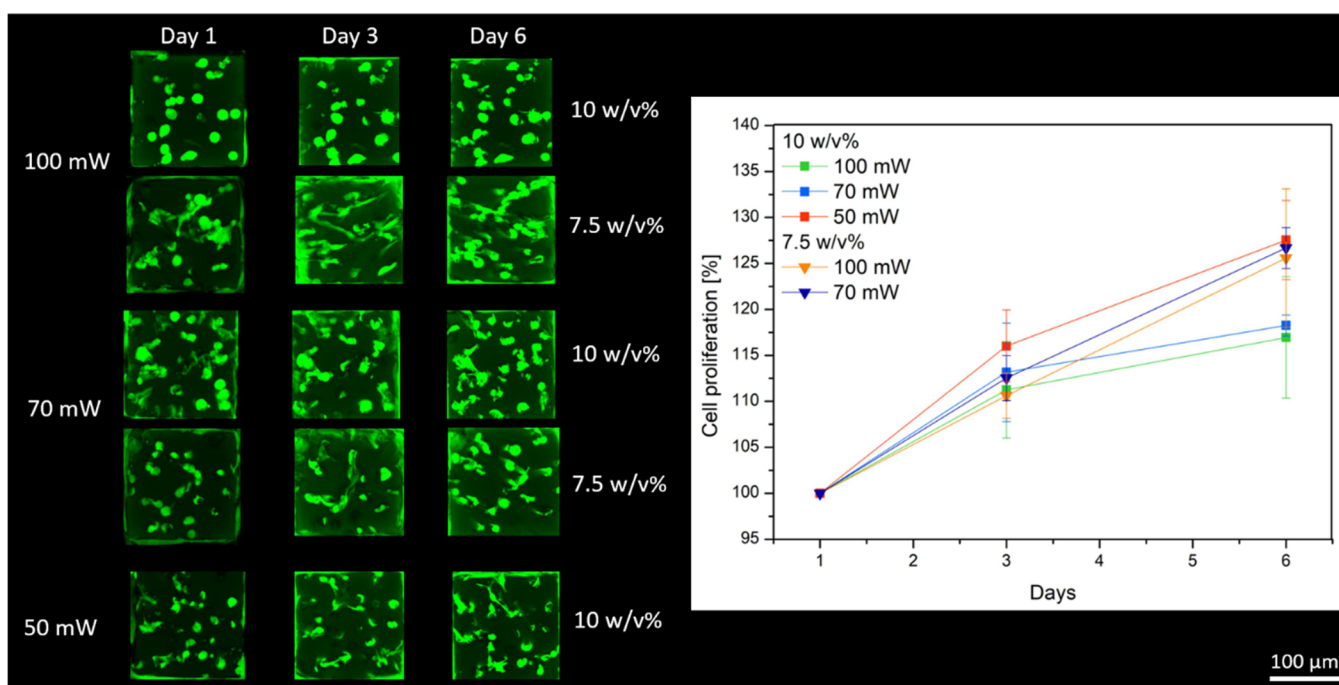 Day 1 Day 3 Day 6
100 mW
10 w/v%
7.5 w/v%
70 mW
10 w/v%
7.5 w/v%
50 mW
10 w/v%
Cell proliferation [%]
140
135
130
125
120
115
110
105
100
95
10 w/v%
100 mW
70 mW
50 mW
7.5 w/v%
100 mW
70 mW
1 2 3 4 5 6
Days
100 µm